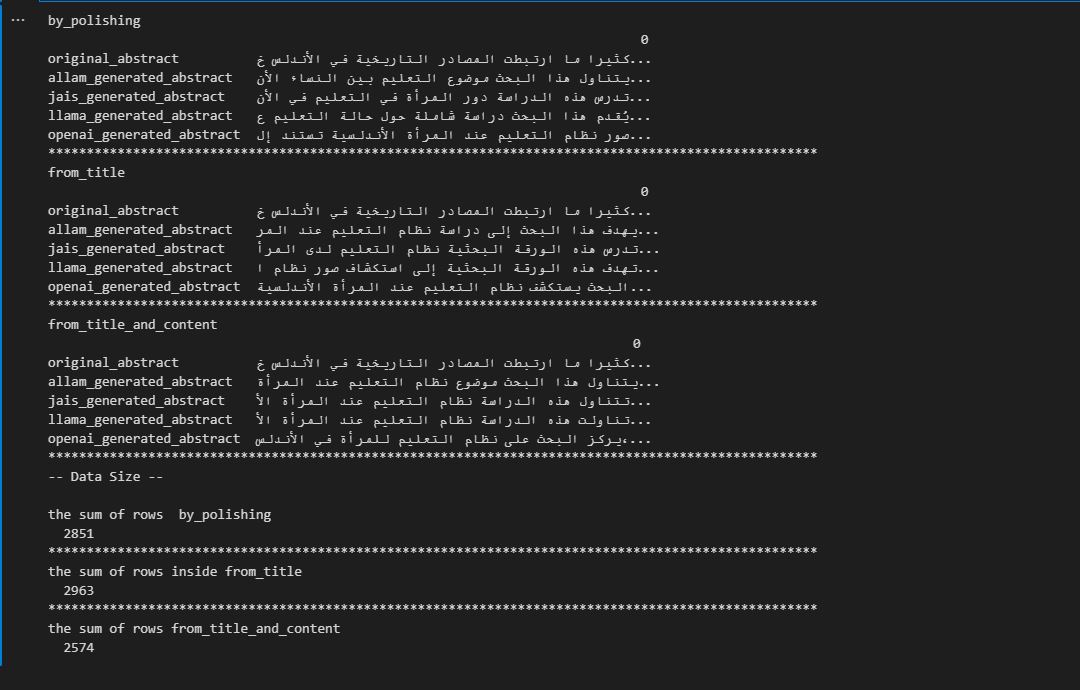 ...
by_polishing
0
original_abstract كثيرا ما ارتبطت المصادر التاريخية في الأندلس خ...
allam_generated_abstract يتناول هذا البحث موضوع التعليم بين النساء الأن...
jais_generated_abstract تدرس هذه الدراسة دور المرأة في التعليم في الأن...
llama_generated_abstract يُقدم هذا البحث دراسة شاملة حول حالة التعليم ع...
openai_generated_abstract صور نظام التعليم عند المرأة الأندلسية تستند إل...
*****************************************************************************************************
from_title
0
original_abstract كثيرا ما ارتبطت المصادر التاريخية في الأندلس خ...
allam_generated_abstract يهدف هذا البحث إلى دراسة نظام التعليم عند المر...
jais_generated_abstract تدرس هذه الورقة البحثية نظام التعليم لدى المرأ...
llama_generated_abstract تهدف هذه الورقة البحثية إلى استكشاف صور نظام ا...
openai_generated_abstract البحث يستكشف نظام التعليم عند المرأة الأندلسية...
*****************************************************************************************************
from_title_and_content
0
original_abstract كثيرا ما ارتبطت المصادر التاريخية في الأندلس خ...
allam_generated_abstract يتناول هذا البحث موضوع نظام التعليم عند المرأة...
jais_generated_abstract تتناول هذه الدراسة نظام التعليم عند المرأة الأ...
llama_generated_abstract تناولت هذه الدراسة نظام التعليم عند المرأة الأ...
openai_generated_abstract يركز البحث على نظام التعليم للمرأة في الأندلس،...
*****************************************************************************************************
-- Data Size --
the sum of rows  by_polishing
2851
*****************************************************************************************************
the sum of rows inside from_title
2963
*****************************************************************************************************
the sum of rows from_title_and_content
2574